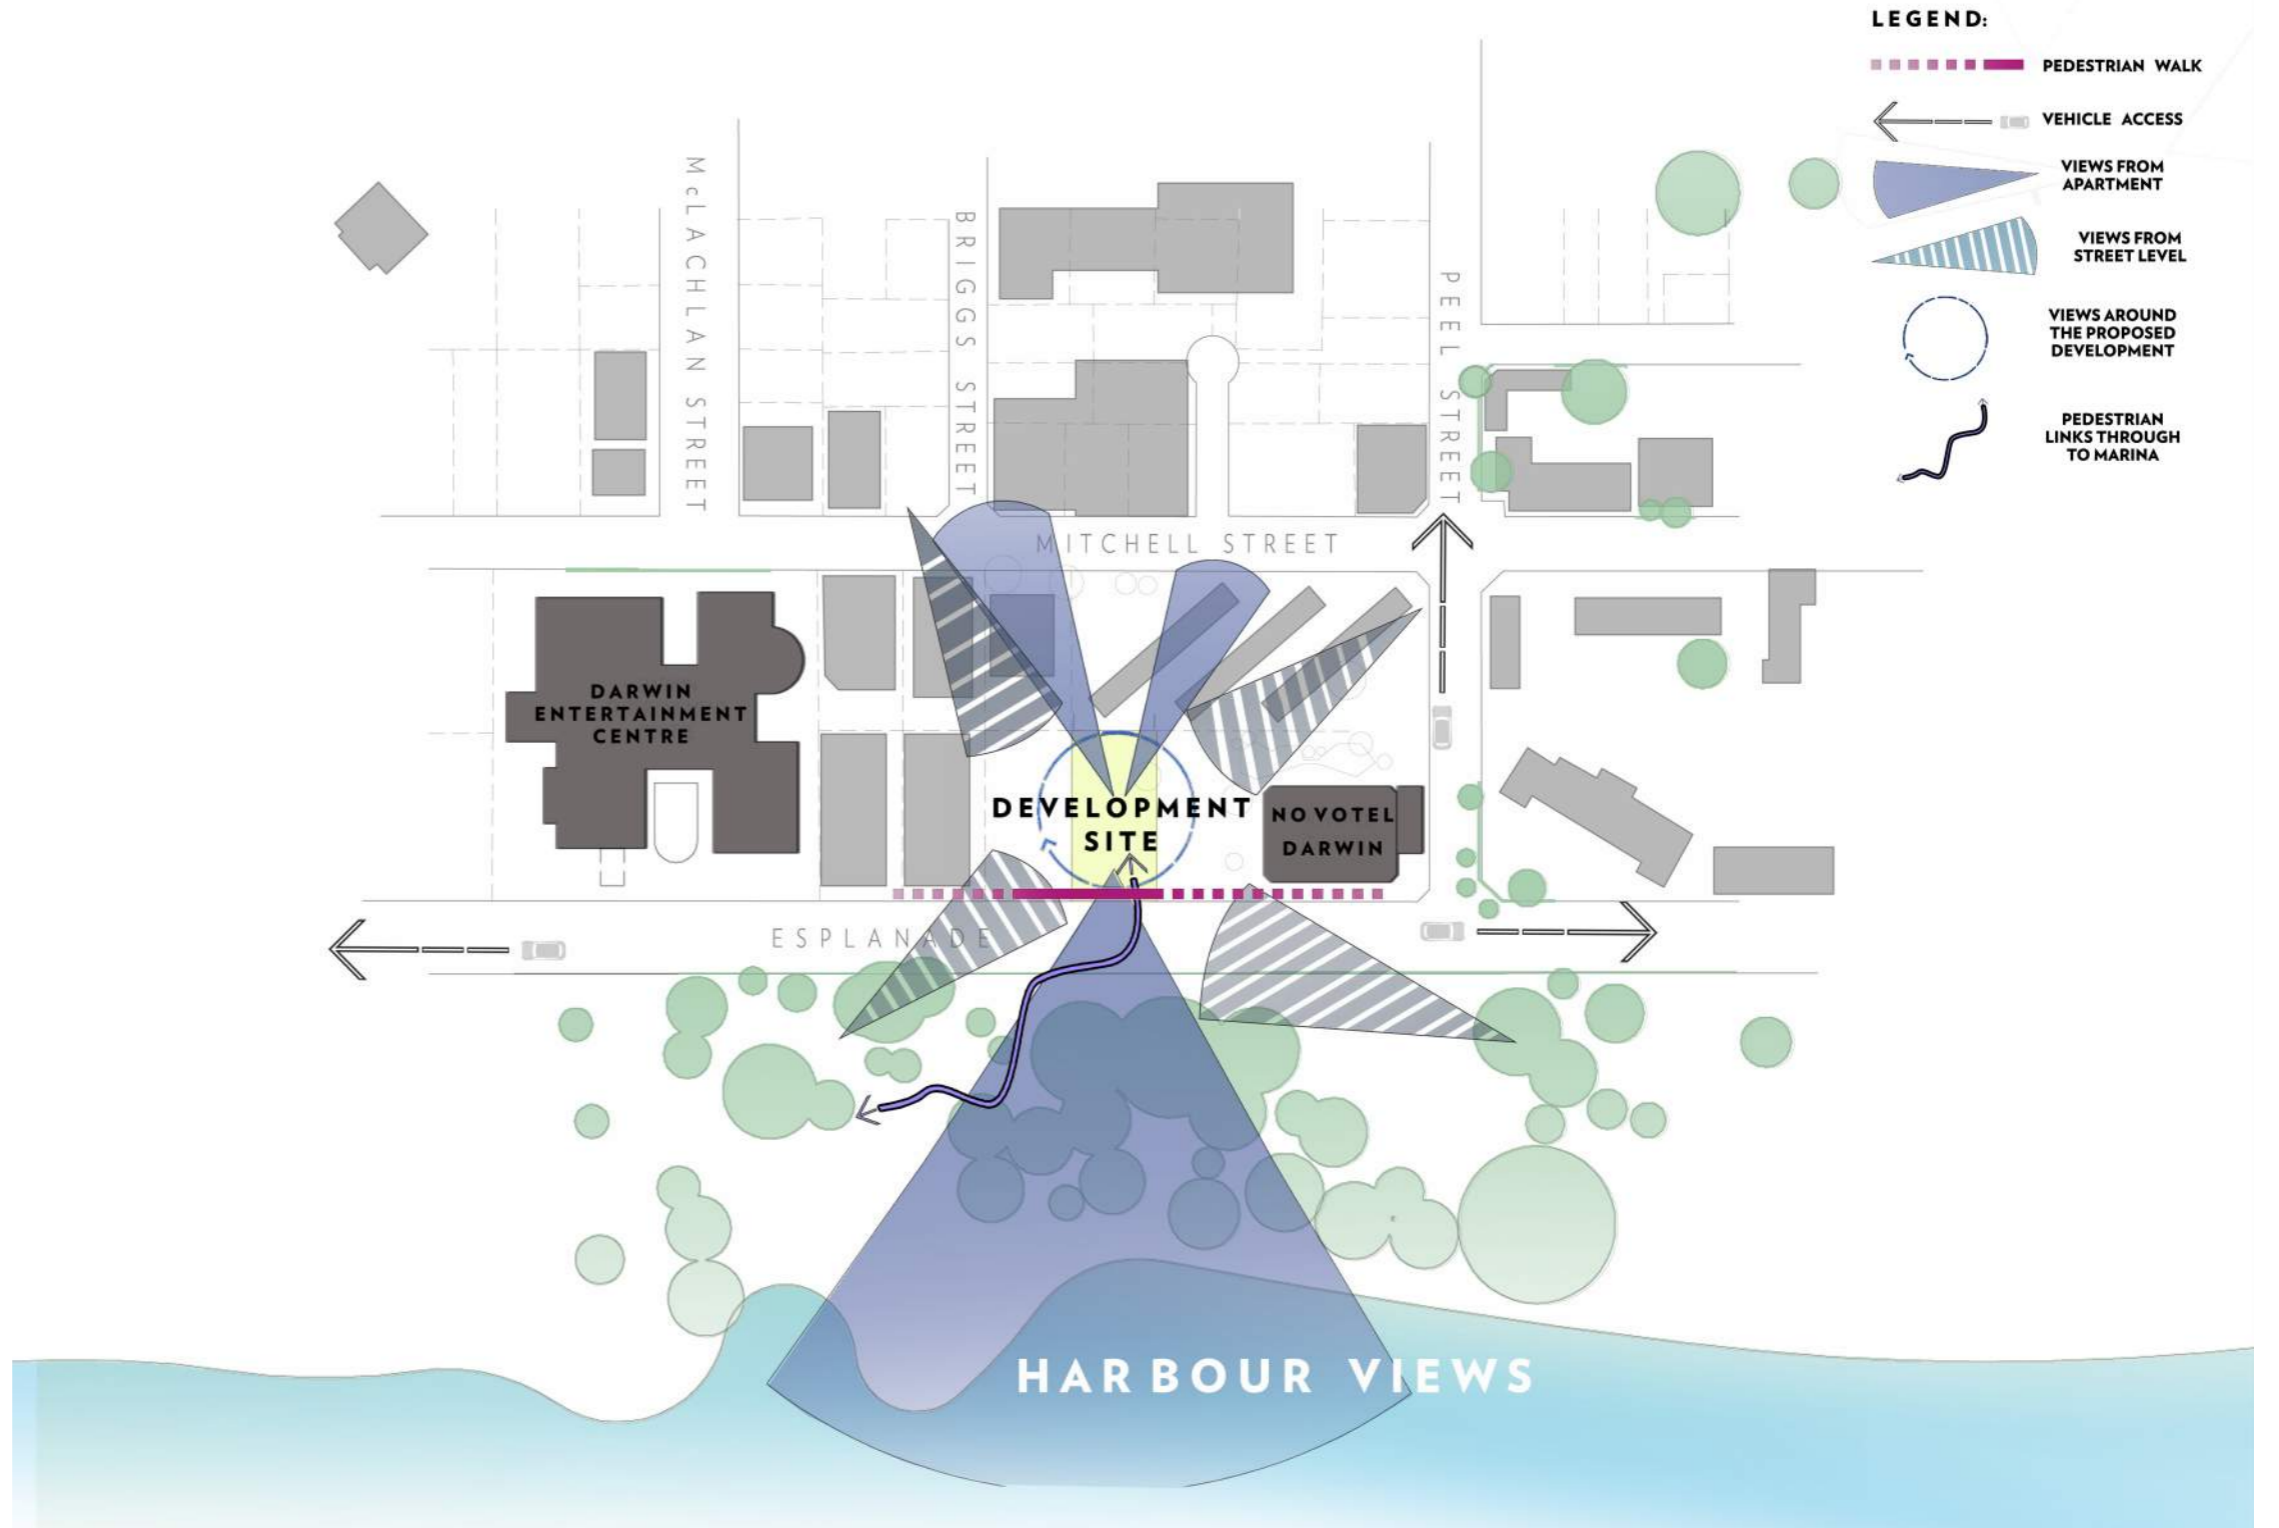 LEGEND:
PEDESTRIAN WALK
VEHICLE ACCESS
VIEWS FROM
APARTMENT
VIEWS FROM
STREET LEVEL
VIEWS AROUND
THE PROPOSED
DEVELOPMENT
PEDESTRIAN
LINKS THROUGH
TO MARINA
McLACHLAN STREET
BRIGGS STREET
PEEL STREET
MITCHELL STREET
DARWIN
ENTERTAINMENT
CENTRE
DEVELOPMENT
SITE
NOVOTEL
DARWIN
ESPLANADE
HARBOUR VIEWS